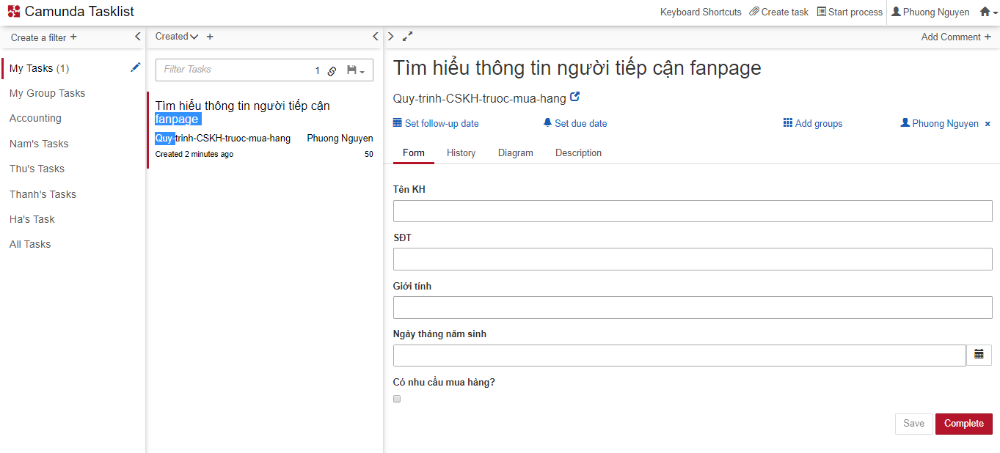 Camunda Tasklist
Keyboard Shortcuts Create task Start process Phuong Nguyen
Create a filter +
My Tasks (1)
My Group Tasks
Accounting
Nam's Tasks
Thu's Tasks
Thanh's Tasks
Ha's Task
All Tasks
Created +
Filter Tasks 1
Tìm hiểu thông tin người tiếp cận
fanpage
Quy-trinh-CSKH-truoc-mua-hang Phuong Nguyen
Created 2 minutes ago 50
Add Comment +
Tìm hiểu thông tin người tiếp cận fanpage
Quy-trinh-CSKH-truoc-mua-hang
Set follow-up date Set due date Add groups Phuong Nguyen ×
Form History Diagram Description
Tên KH
SĐT
Giới tính
Ngày tháng năm sinh
Có nhu cầu mua hàng?
Save Complete